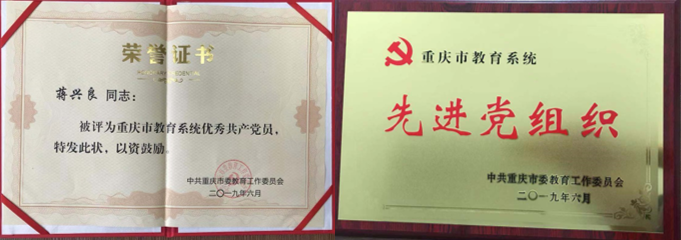 荣誉证书
蒋兴良 同志：
被评为重庆市教育系统优秀共产党员，
特发此状，以资鼓励。
中共重庆市委教育工作委员会
二〇一九年六月
重庆市教育系统
先进党组织
中共重庆市委教育工作委员会
二〇一九年六月